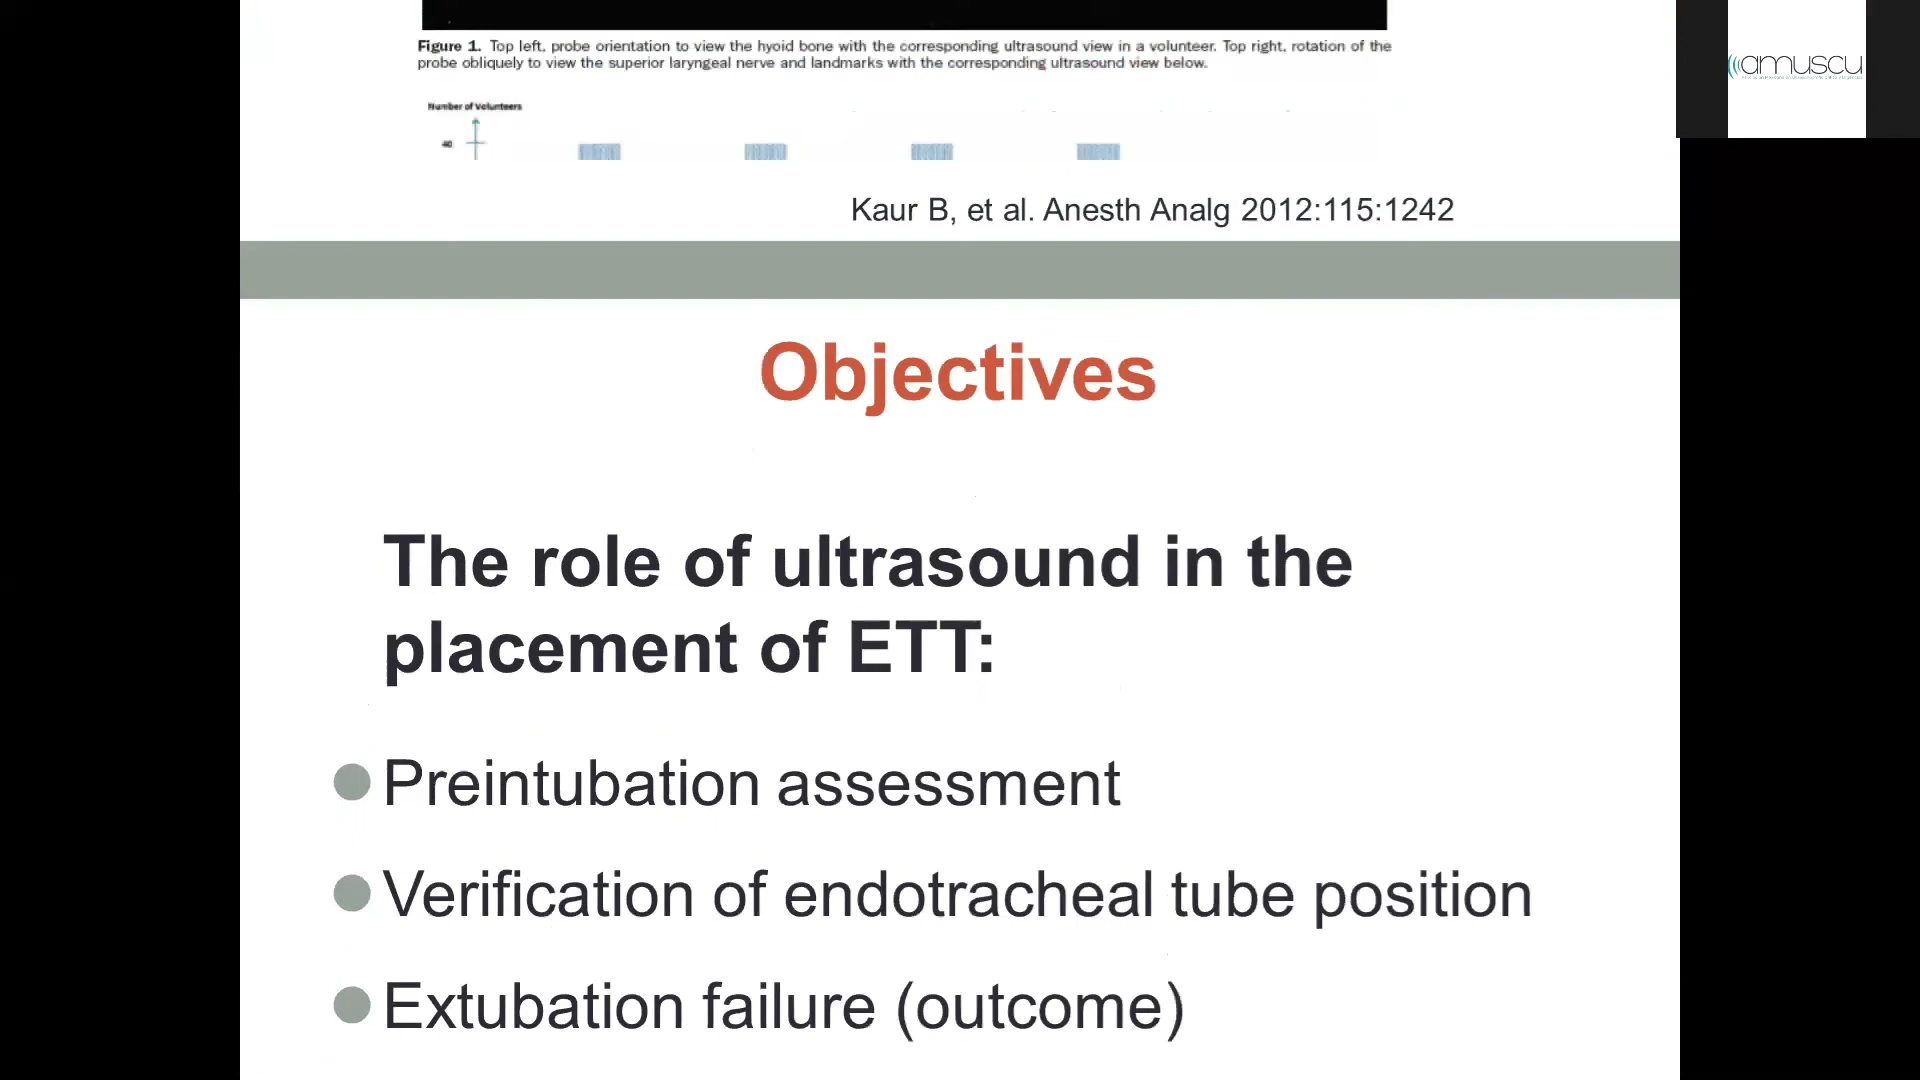 Figure 1. Top left, probe orientation to view the hyoid bone with the corresponding ultrasound view in a volunteer. Top right, rotation of the
probe obliquely to view the superior laryngeal nerve and landmarks with the corresponding ultrasound view below.
amuscu
Number of Volunteers
40
Kaur B, et al. Anesth Analg 2012:115:1242
Objectives
The role of ultrasound in the
placement of ETT:
Preintubation assessment
Verification of endotracheal tube position
Extubation failure (outcome)